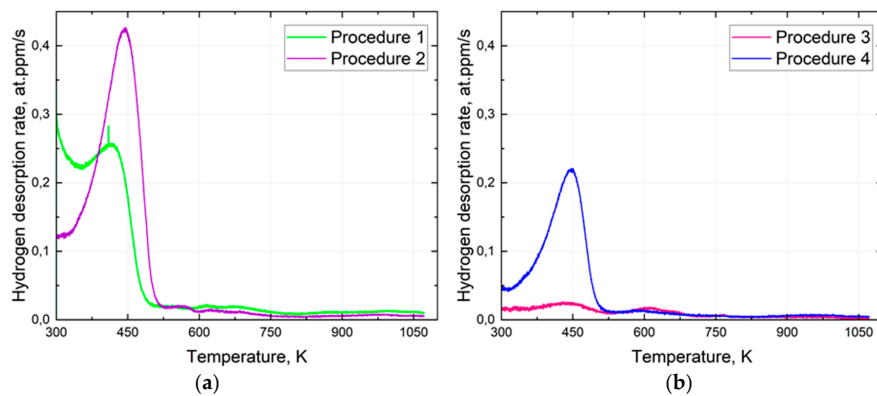 Procedure 1
Procedure 2
Hydrogen desorption rate, at.ppm/s
0,4
0,3
0,2
0,1
0,0
300 450 600 750 900 1050
Temperature, K
(a)
Procedure 3
Procedure 4
Hydrogen desorption rate, at.ppm/s
0,4
0,3
0,2
0,1
0,0
300 450 600 750 900 1050
Temperature, K
(b)